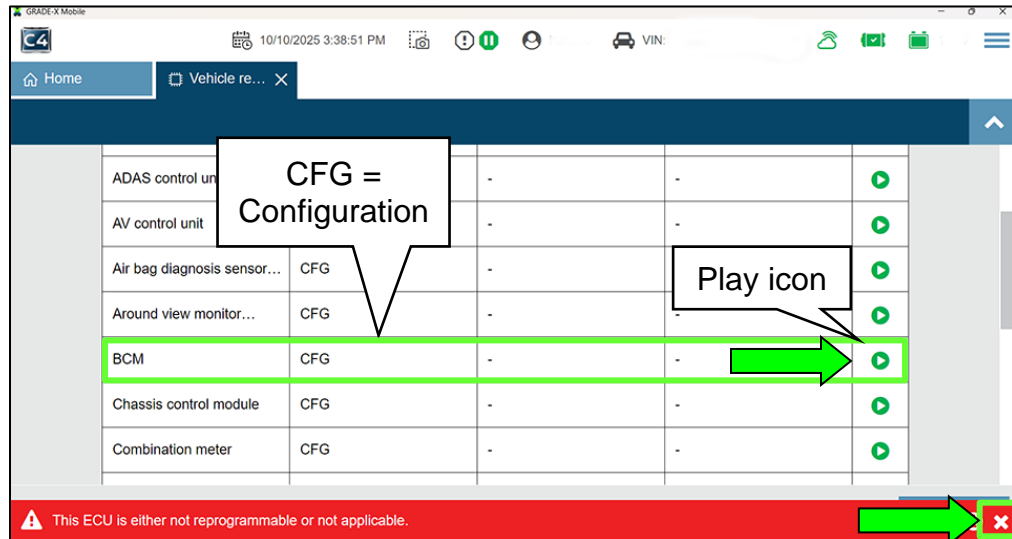 GRADE-X Mobile
C4
10/10/2025 3:38:51 PM
VIN:
Home
Vehicle re…
CFG =
Configuration
ADAS control un
-
-
AV control unit
-
-
Air bag diagnosis sensor…
CFG
-
Play icon
Around view monitor…
CFG
-
-
BCM
CFG
-
-
Chassis control module
CFG
-
-
Combination meter
CFG
-
-
This ECU is either not reprogrammable or not applicable.